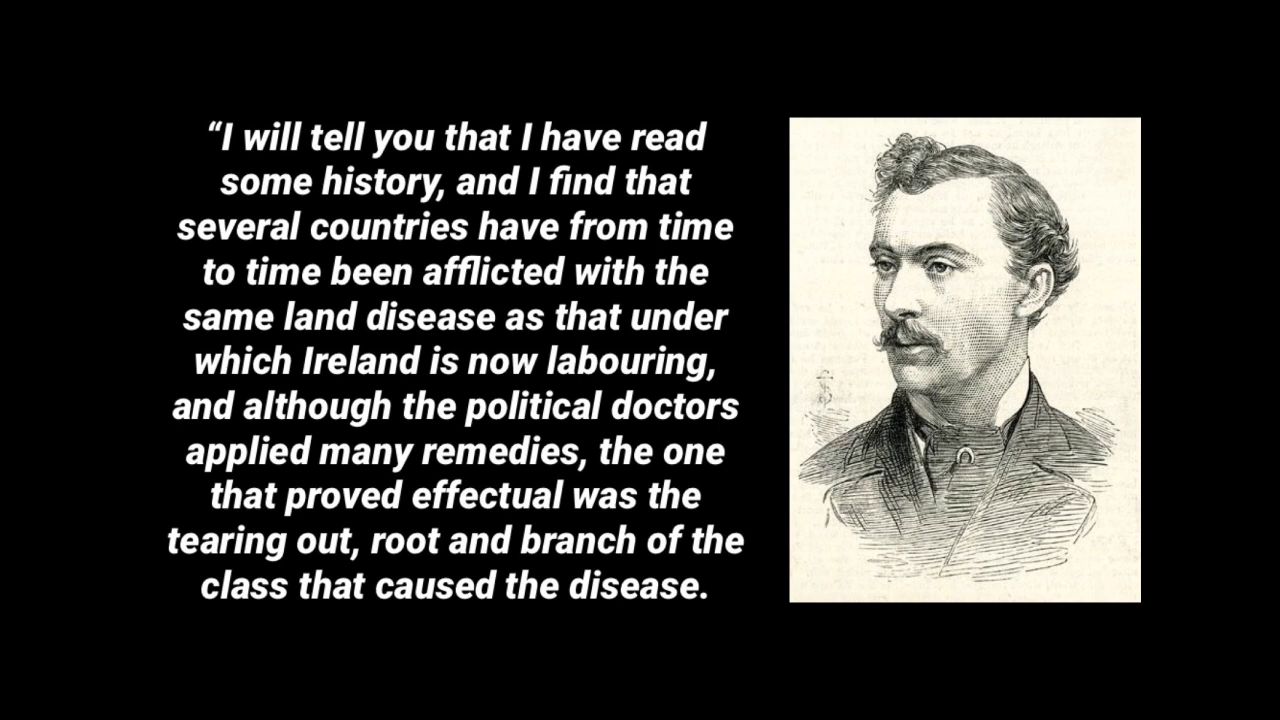 “I will tell you that I have read
some history, and I find that
several countries have from time
to time been afflicted with the
same and disease as that under
which Ireland is now labouring,
and although the political doctors
applied many remedies, the one
that proved effectual was the
tearing out, root and branch of the
class that caused the disease.